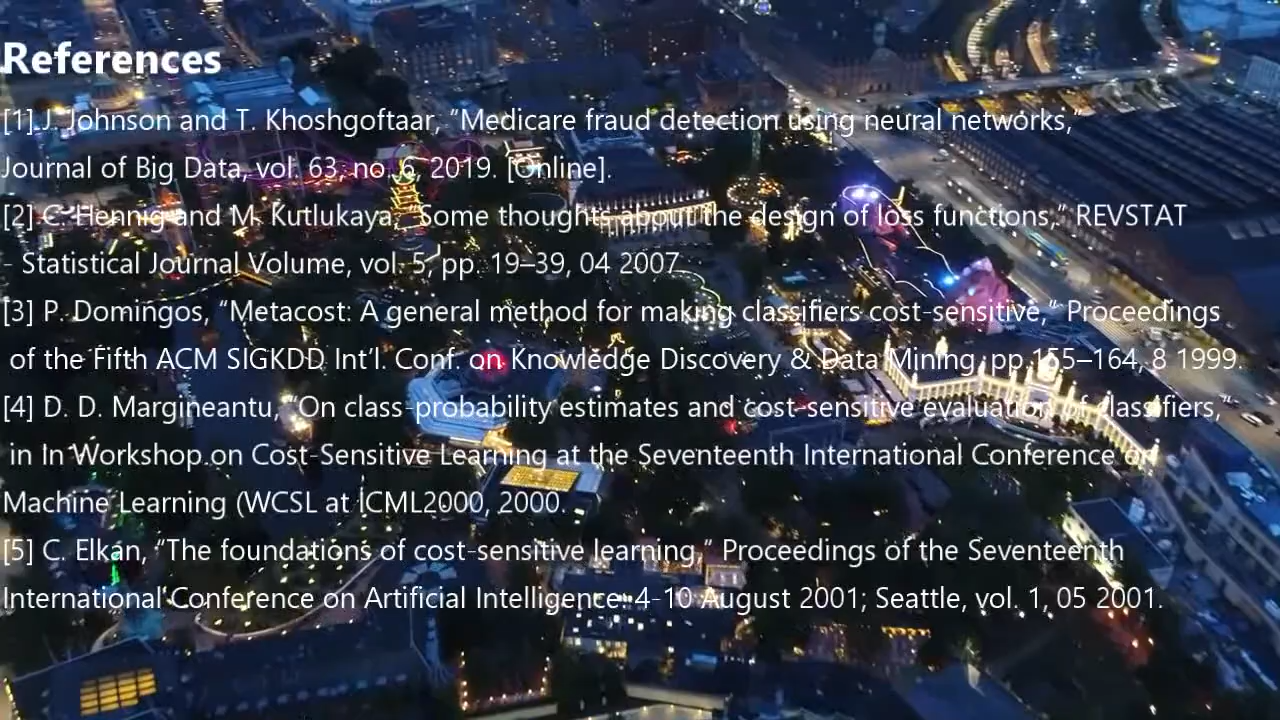 References
[1] J. Johnson and T. Khoshgoftaar, “Medicare fraud detection using neural networks,”
Journal of Big Data, vol. 63, no. 6, 2019. [Online].
[2] C. Hennig and M. Kutlukaya, “Some thoughts about the design of loss functions,” REVSTAT
- Statistical Journal Volume, vol. 5, pp. 19–39, 04 2007.
[3] P. Domingos, “Metacost: A general method for making classifiers cost-sensitive,” Proceedings
of the Fifth ACM SIGKDD Int’l. Conf. on Knowledge Discovery & Data Mining, pp.155–164, 8 1999.
[4] D. D. Margineantu, “On class-probability estimates and cost-sensitive evaluation of classifiers,”
in In Workshop on Cost-Sensitive Learning at the Seventeenth International Conference on
Machine Learning (WCSL at ICML2000, 2000.
[5] C. Elkan, “The foundations of cost-sensitive learning,” Proceedings of the Seventeenth
International Conference on Artificial Intelligence: 4-10 August 2001; Seattle, vol. 1, 05 2001.